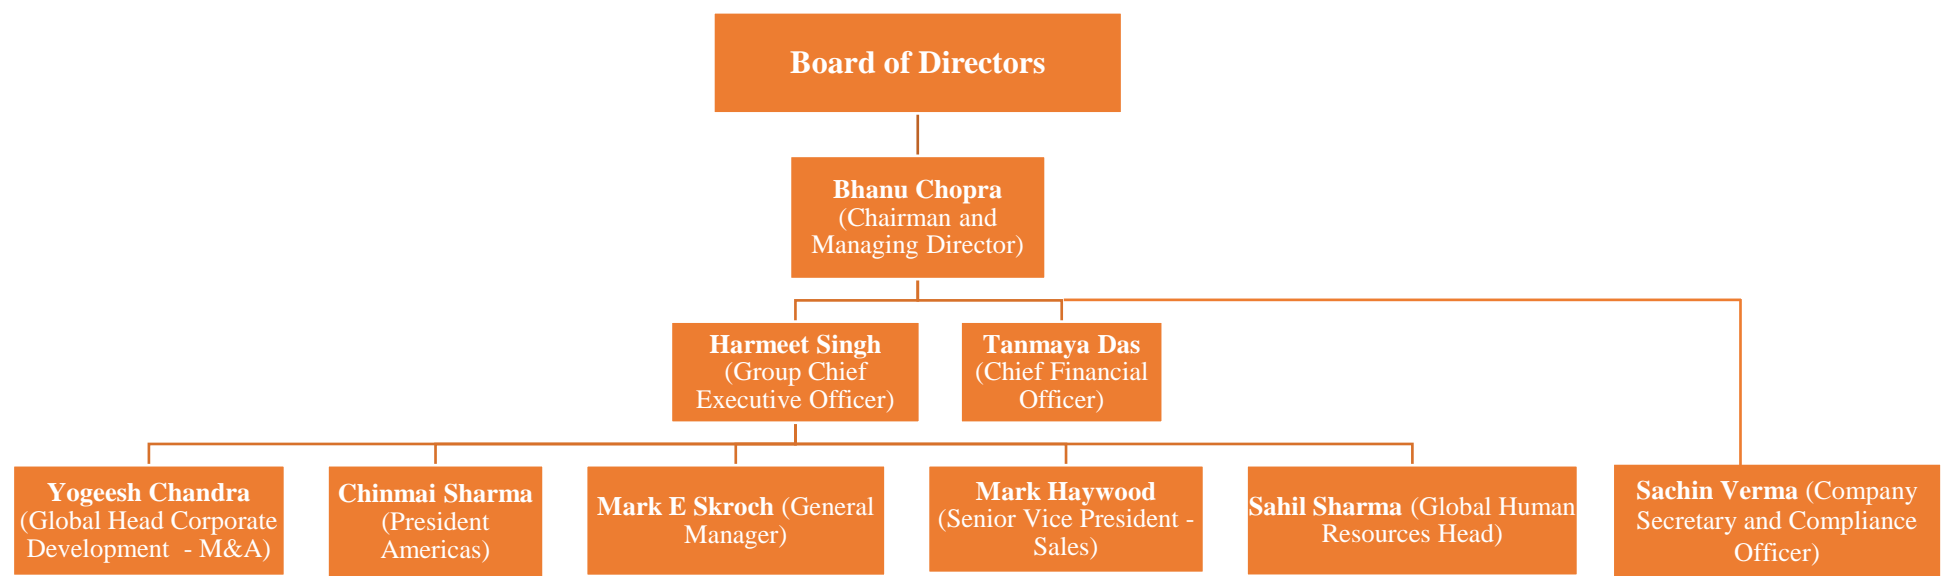 Board of Directors
Bhanu Chopra
(Chairman and
Managing Director)
Harmeet Singh
(Group Chief
Executive Officer)
Tanmaya Das
(Chief Financial
Officer)
Yogeesh Chandra
(Global Head Corporate
Development - M&A)
Chinmai Sharma
(President
Americas)
Mark E Skroch (General
Manager)
Mark Haywood
(Senior Vice President -
Sales)
Sahil Sharma (Global Human
Resources Head)
Sachin Verma (Company
Secretary and Compliance
Officer)